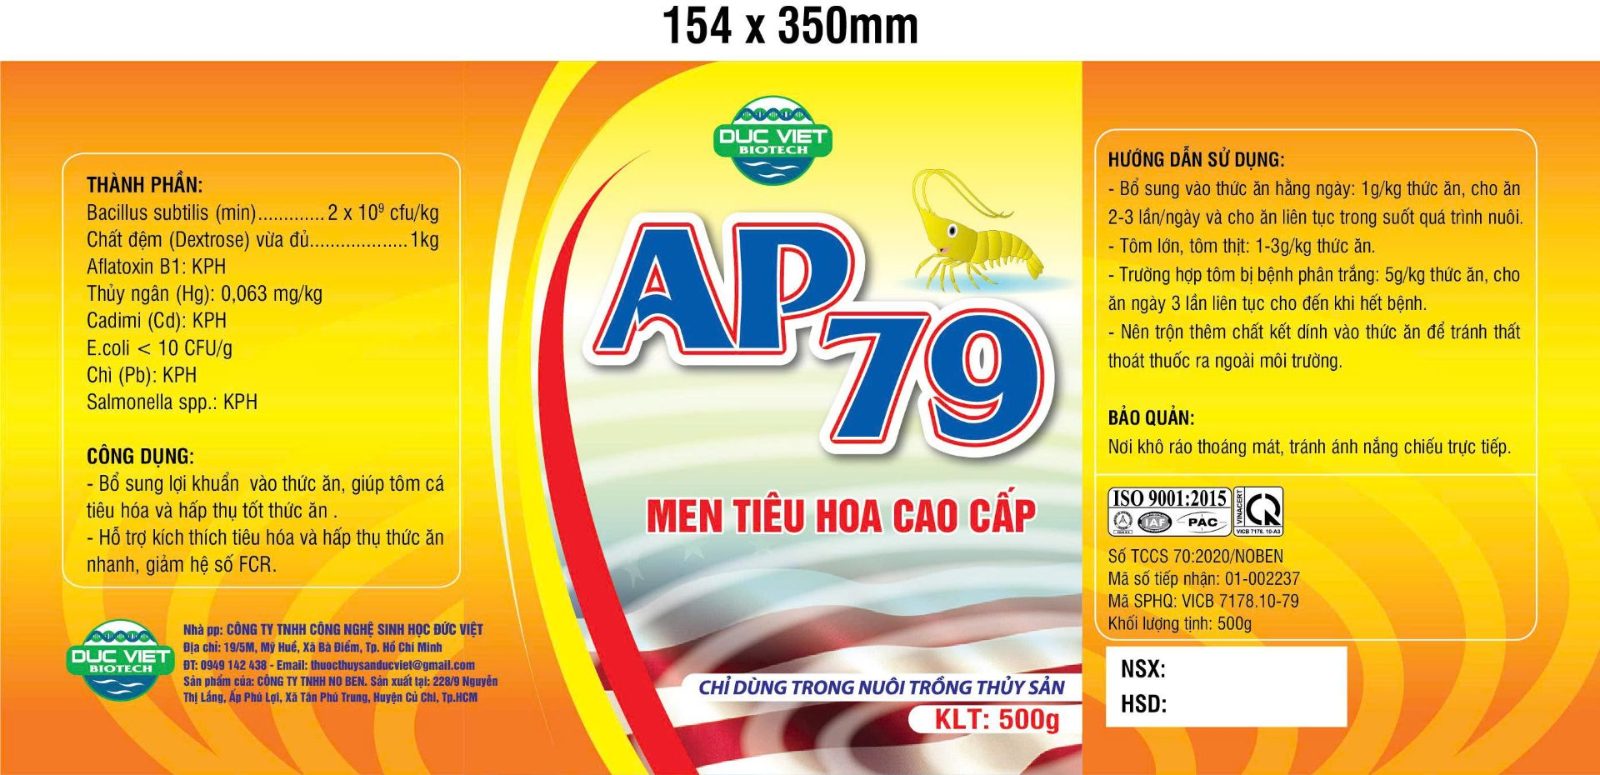 154 x 350mm
THÀNH PHẦN:
Bacillus subtilis (min).............2 x 10⁹ cfu/kg
Chất đệm (Dextrose) vừa đủ...................1kg
Aflatoxin B1: KPH
Thủy ngân (Hg): 0,063 mg/kg
Cadimi (Cd): KPH
E.coli < 10 CFU/g
Chì (Pb): KPH
Salmonella spp.: KPH
CÔNG DỤNG:
- Bổ sung lợi khuẩn vào thức ăn, giúp tôm cá
tiêu hóa và hấp thụ tốt thức ăn .
- Hỗ trợ kích thích tiêu hóa và hấp thụ thức ăn
nhanh, giảm hệ số FCR.
DUC VIET
BIOTECH
Nhà pp: CÔNG TY TNHH CÔNG NGHỆ SINH HỌC ĐỨC VIỆT
Địa chỉ: 19/5M, Mỹ Huề, Xã Bà Điểm, Tp. Hồ Chí Minh
ĐT: 0949 142 438 - Email: thuocthuysanducviet@gmail.com
Sản phẩm của: CÔNG TY TNHH NO BEN. Sản xuất tại: 228/9 Nguyễn
Thị Lắng, Ấp Phú Lợi, Xã Tân Phú Trung, Huyện Củ Chi, Tp.HCM
DUC VIET
BIOTECH
AP
79
MEN TIÊU HOA CAO CẤP
CHỈ DÙNG TRONG NUÔI TRỒNG THỦY SẢN
KLT: 500g
HƯỚNG DẪN SỬ DỤNG:
- Bổ sung vào thức ăn hằng ngày: 1g/kg thức ăn, cho ăn
2-3 lần/ngày và cho ăn liên tục trong suốt quá trình nuôi.
- Tôm lớn, tôm thịt: 1-3g/kg thức ăn.
- Trường hợp tôm bị bệnh phân trắng: 5g/kg thức ăn, cho
ăn ngày 3 lần liên tục cho đến khi hết bệnh.
- Nên trộn thêm chất kết dính vào thức ăn để tránh thất
thoát thuốc ra ngoài môi trường.
BẢO QUẢN:
Nơi khô ráo thoáng mát, tránh ánh nắng chiếu trực tiếp.
ISO 9001:2015
IAF
PAC
VINACERT
VICB 7178. 10-A3
Số TCCS 70:2020/NOBEN
Mã số tiếp nhận: 01-002237
Mã SPHQ: VICB 7178.10-79
Khối lượng tịnh: 500g
NSX:
HSD: